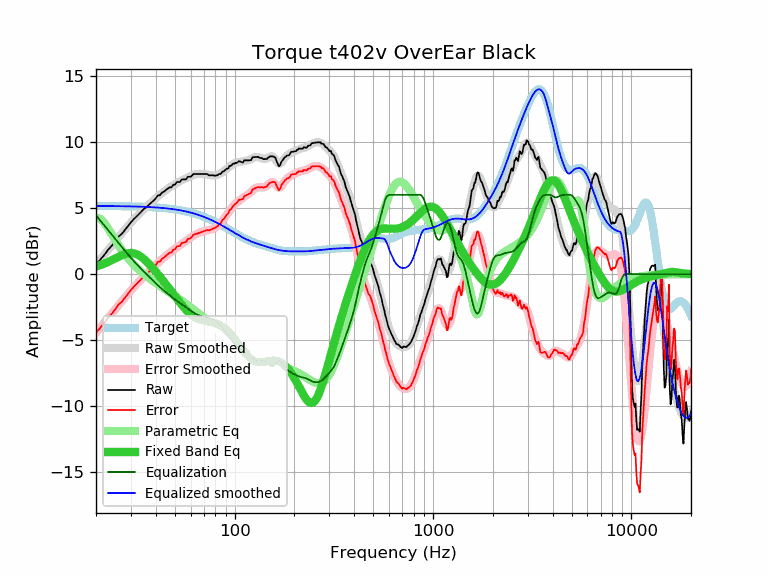 Torque t402v OverEar Black
15
10
5
0
−5
−10
−15
Amplitude (dBr)
Target
Raw Smoothed
Error Smoothed
Raw
Error
Parametric Eq
Fixed Band Eq
Equalization
Equalized smoothed
100
1000
10000
Frequency (Hz)